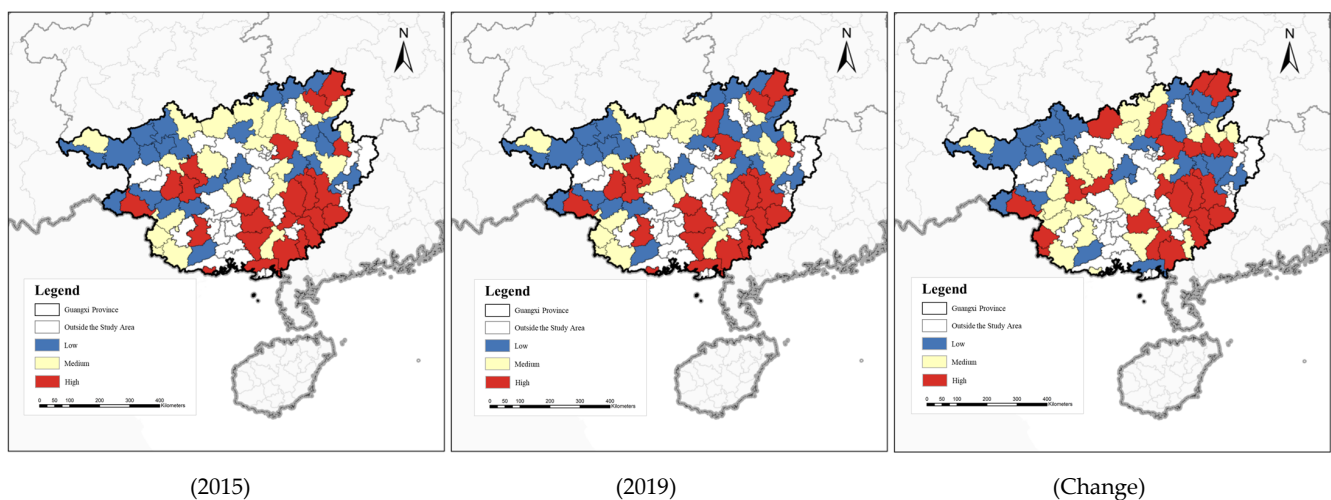 N
Legend
Guangxi Province
Outside the Study Area
Low
Medium
High
0 50 100 200 300 400
Kilometers
(2015)
N
Legend
Guangxi Province
Outside the Study Area
Low
Medium
High
0 50 100 200 300 400
Kilometers
(2019)
N
Legend
Guangxi Province
Outside the Study Area
Low
Medium
High
0 50 100 200 300 400
Kilometers
(Change)